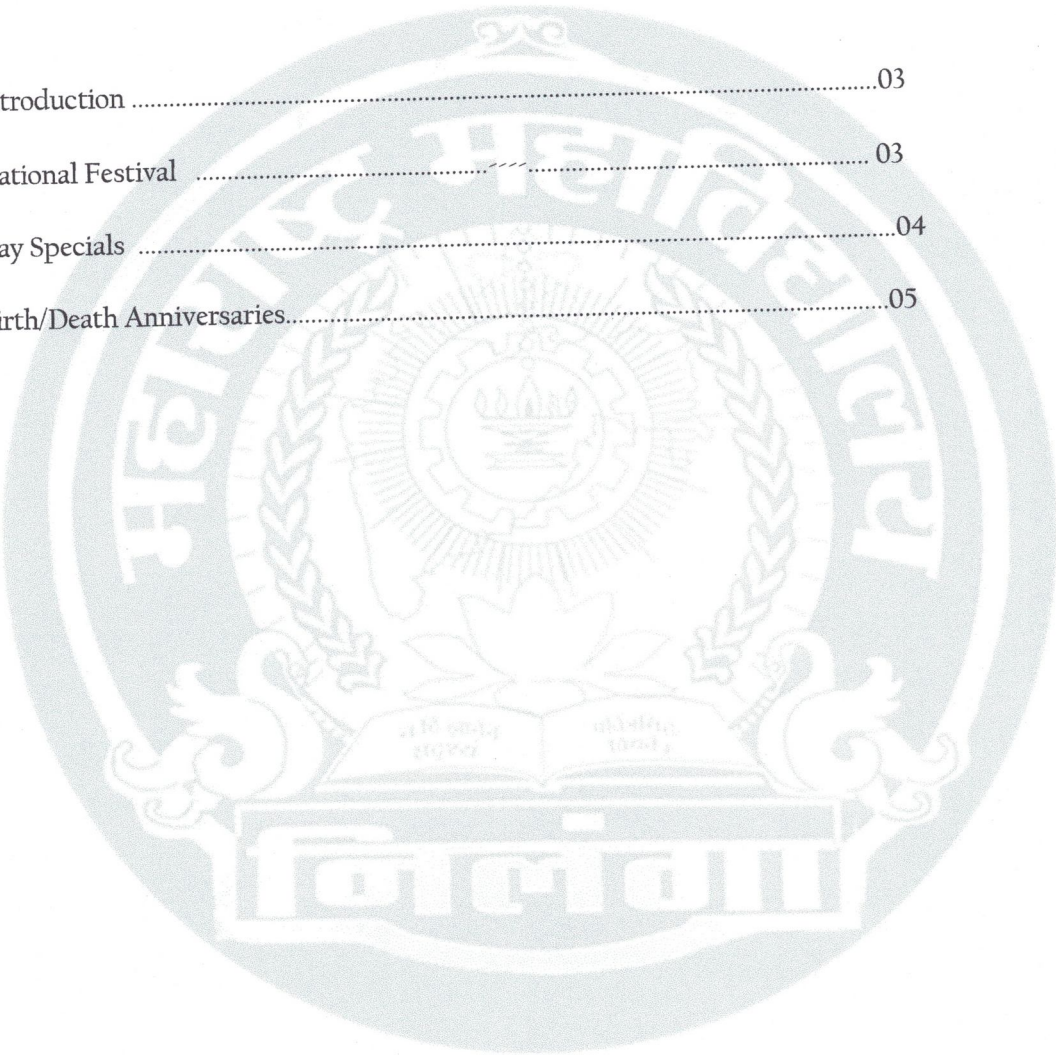 troduction ........................03
ational Festival ........................ 03
ay Specials ........................04
irth/Death Anniversaries........................05
महाराष्ट्र महाविद्यालय
निलंगा